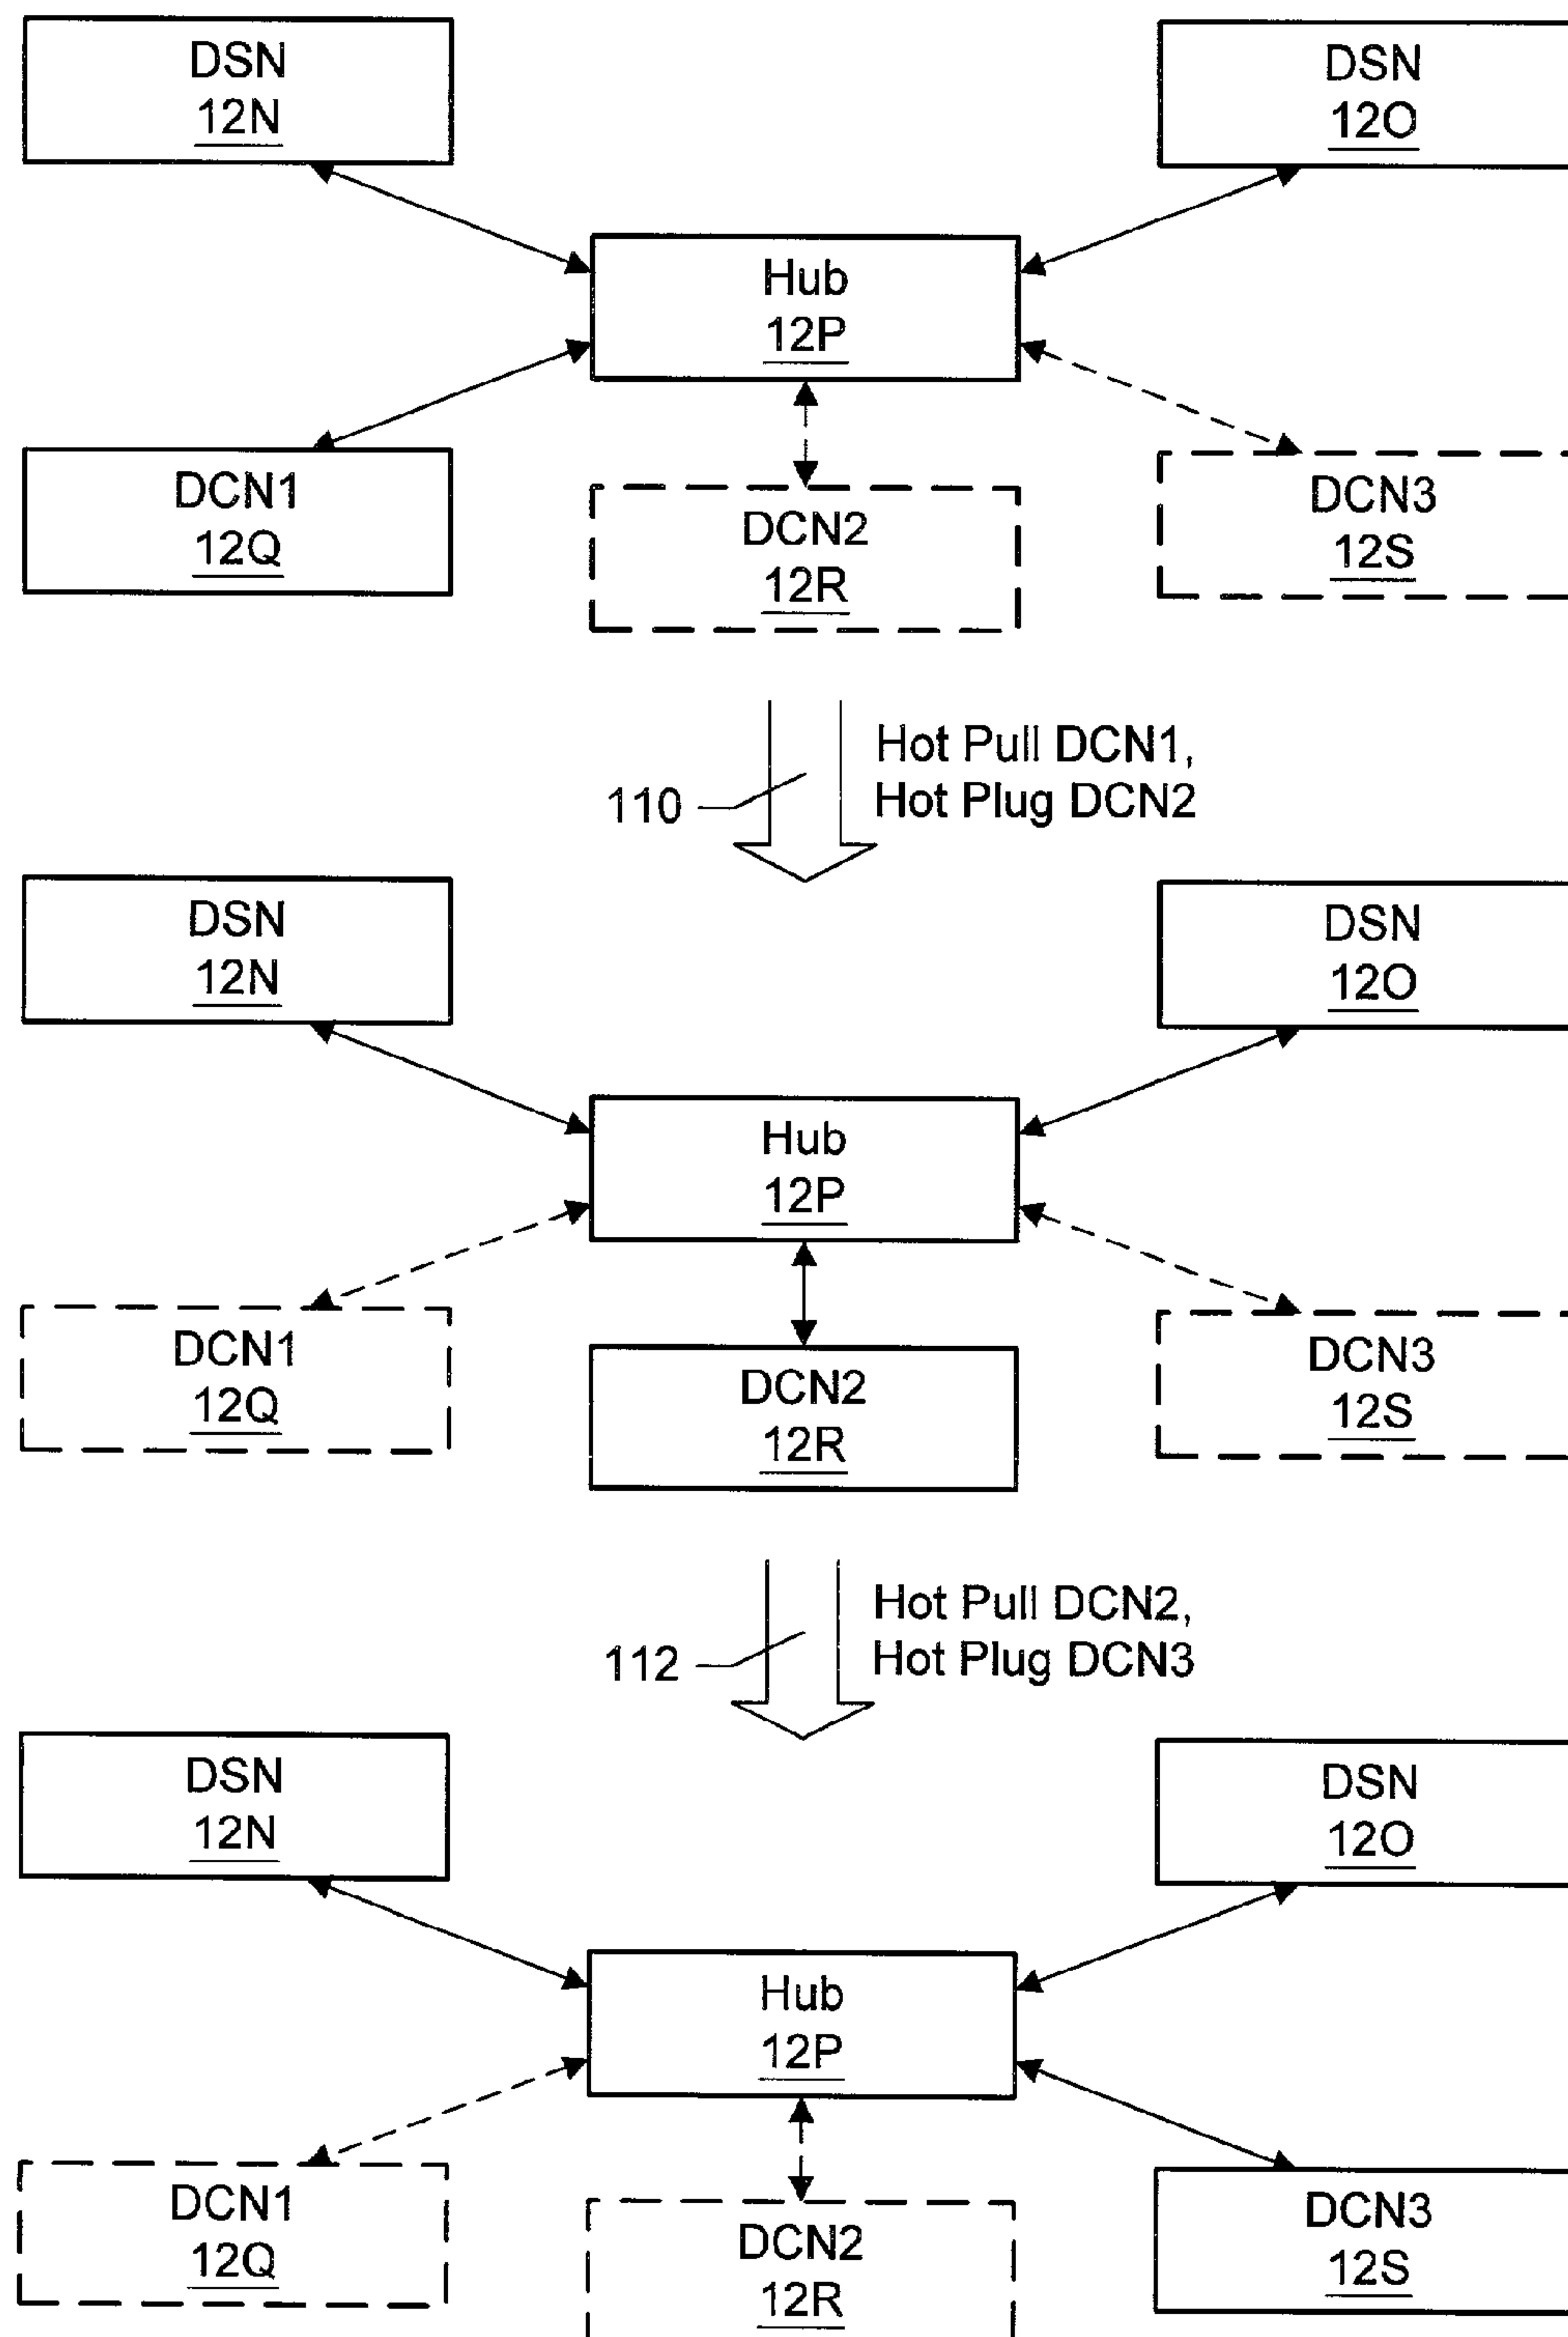 DSN
12N
DSN
12O
Hub
12P
DCN1
12Q
DCN2
12R
DCN3
12S
110
Hot Pull DCN1,
Hot Plug DCN2
DSN
12N
DSN
12O
Hub
12P
DCN1
12Q
DCN2
12R
DCN3
12S
112
Hot Pull DCN2,
Hot Plug DCN3
DSN
12N
DSN
12O
Hub
12P
DCN1
12Q
DCN2
12R
DCN3
12S